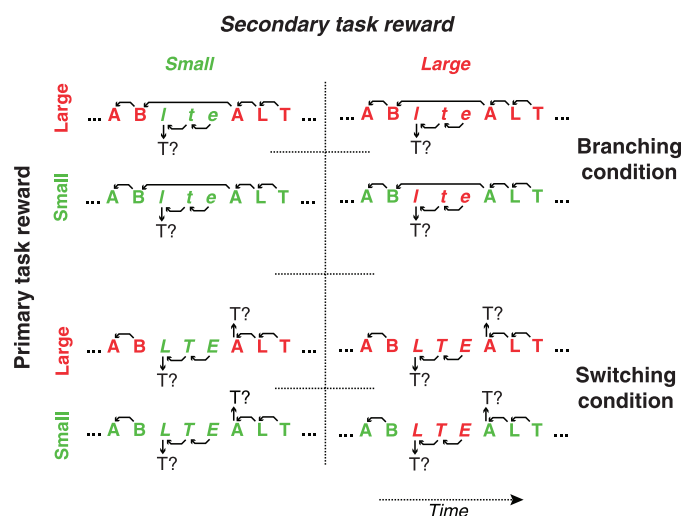 Secondary task reward
Small Large
Primary task reward
Large
... A B l t e A L T ... ... A B l t e A L T ...
T? T?
Branching
condition
Small
... A B l t e A L T ... ... A B l t e A L T ...
T? T?
T? T?
Large
... A B L T E A L T ... ... A B L T E A L T ...
T? T?
Switching
condition
T? T?
Small
... A B L T E A L T ... ... A B L T E A L T ...
T? T?
Time